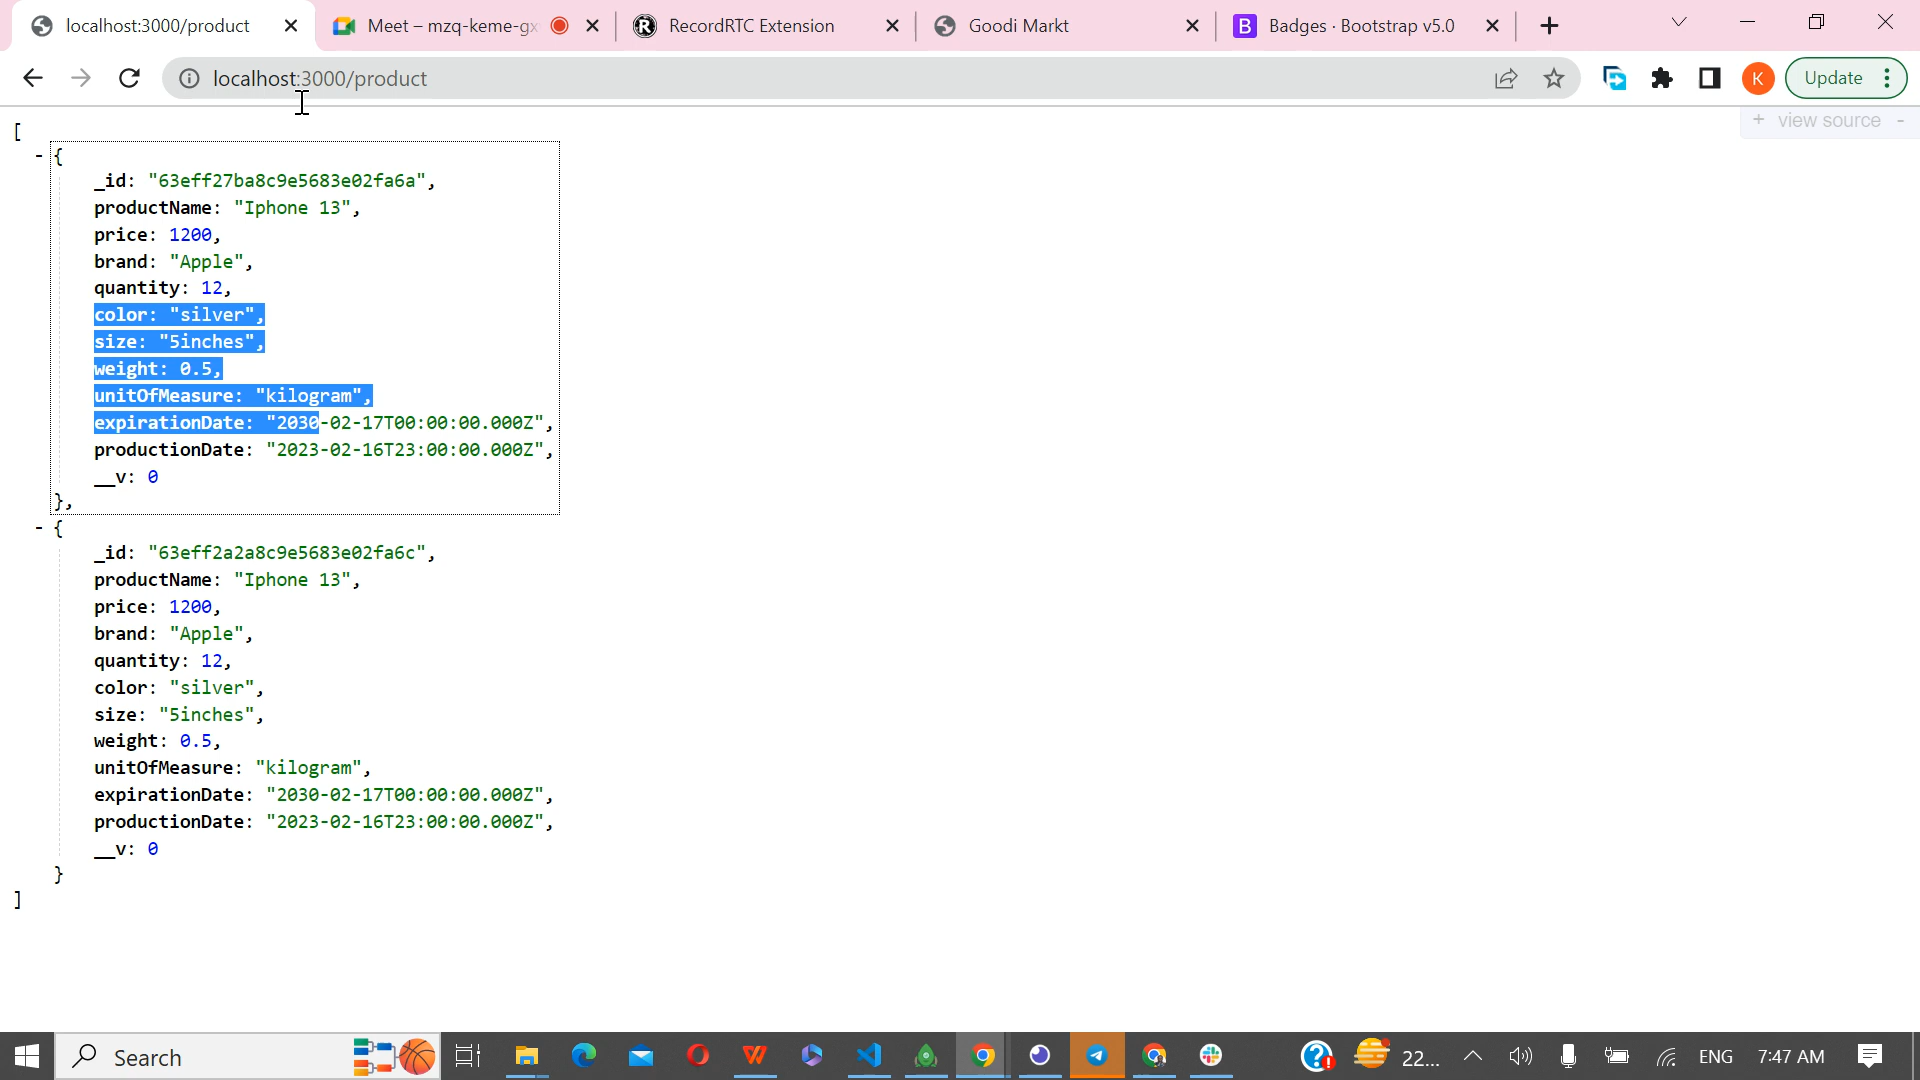 localhost:3000/product
Meet – mzq-keme-gx
RecordRTC Extension
Goodi Markt
B Badges · Bootstrap v5.0
localhost:3000/product
K
Update
+ view source -
[
- {
_id: "63eff27ba8c9e5683e02fa6a",
productName: "Iphone 13",
price: 1200,
brand: "Apple",
quantity: 12,
color: "silver",
size: "5inches",
weight: 0.5,
unitOfMeasure: "kilogram",
expirationDate: "2030-02-17T00:00:00.000Z",
productionDate: "2023-02-16T23:00:00.000Z",
__v: 0
},
- {
_id: "63eff2a2a8c9e5683e02fa6c",
productName: "Iphone 13",
price: 1200,
brand: "Apple",
quantity: 12,
color: "silver",
size: "5inches",
weight: 0.5,
unitOfMeasure: "kilogram",
expirationDate: "2030-02-17T00:00:00.000Z",
productionDate: "2023-02-16T23:00:00.000Z",
__v: 0
}
]
Search
22...
ENG
7:47 AM